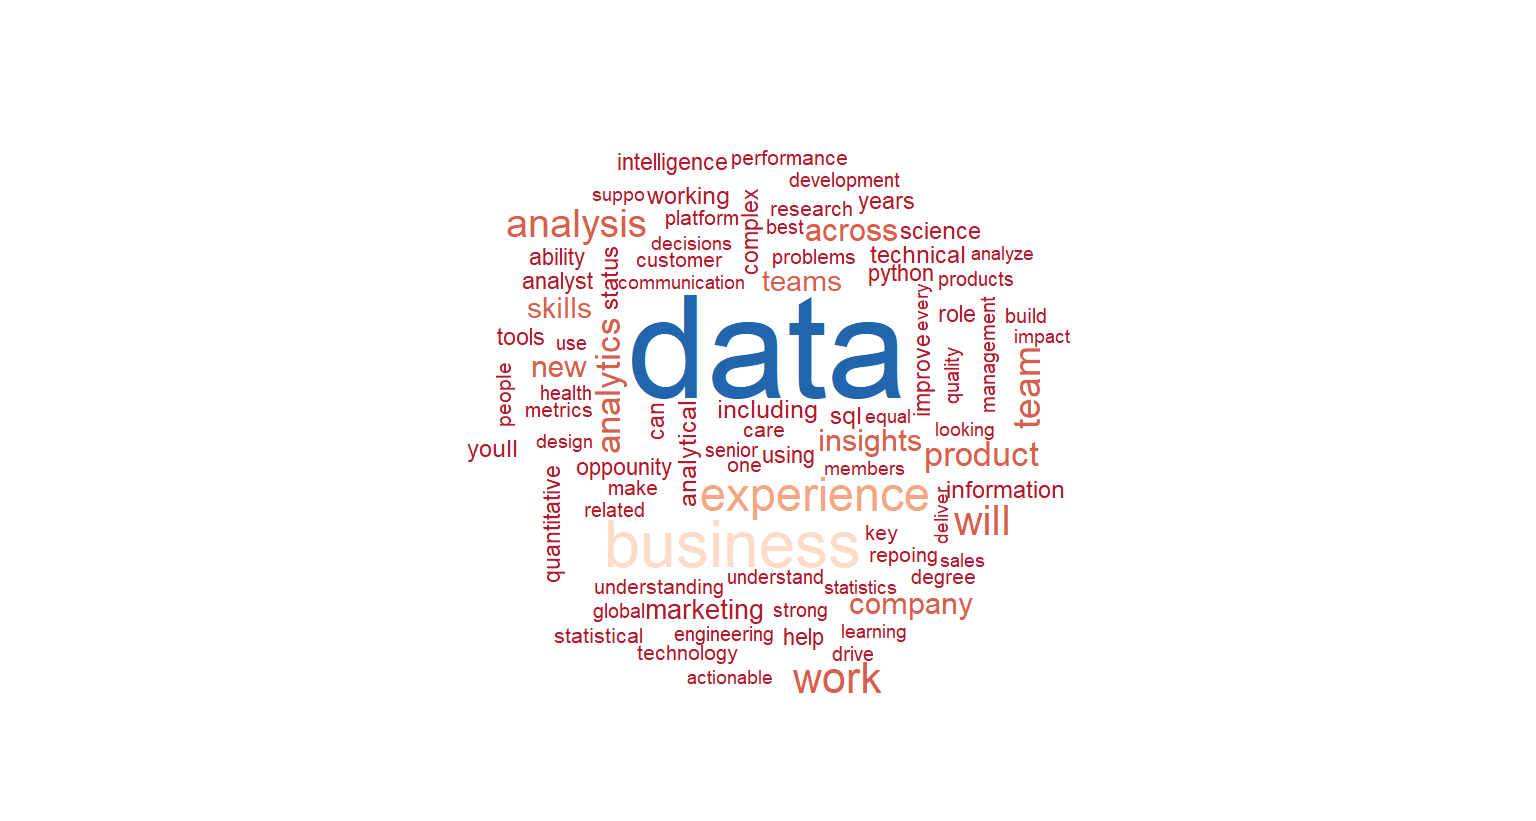 intelligence
performance
development
suppo
working
complex
research
years
analysis
platform
best
across
science
decisions
ability
customer
problems
technical
analyze
analyst
status
communication
teams
python
products
skills
data
every
role
management
build
tools
use
analytics
improve
impact
new
quality
team
people
health
metrics
can
analytical
including
sql
equal
care
looking
youll
design
senior
using
insights
product
oppounity
one
members
quantitative
make
experience
information
related
deliver
will
business
key
repoing
sales
understanding
understand
statistics
degree
global
marketing
strong
company
statistical
engineering
help
learning
technology
drive
actionable
work